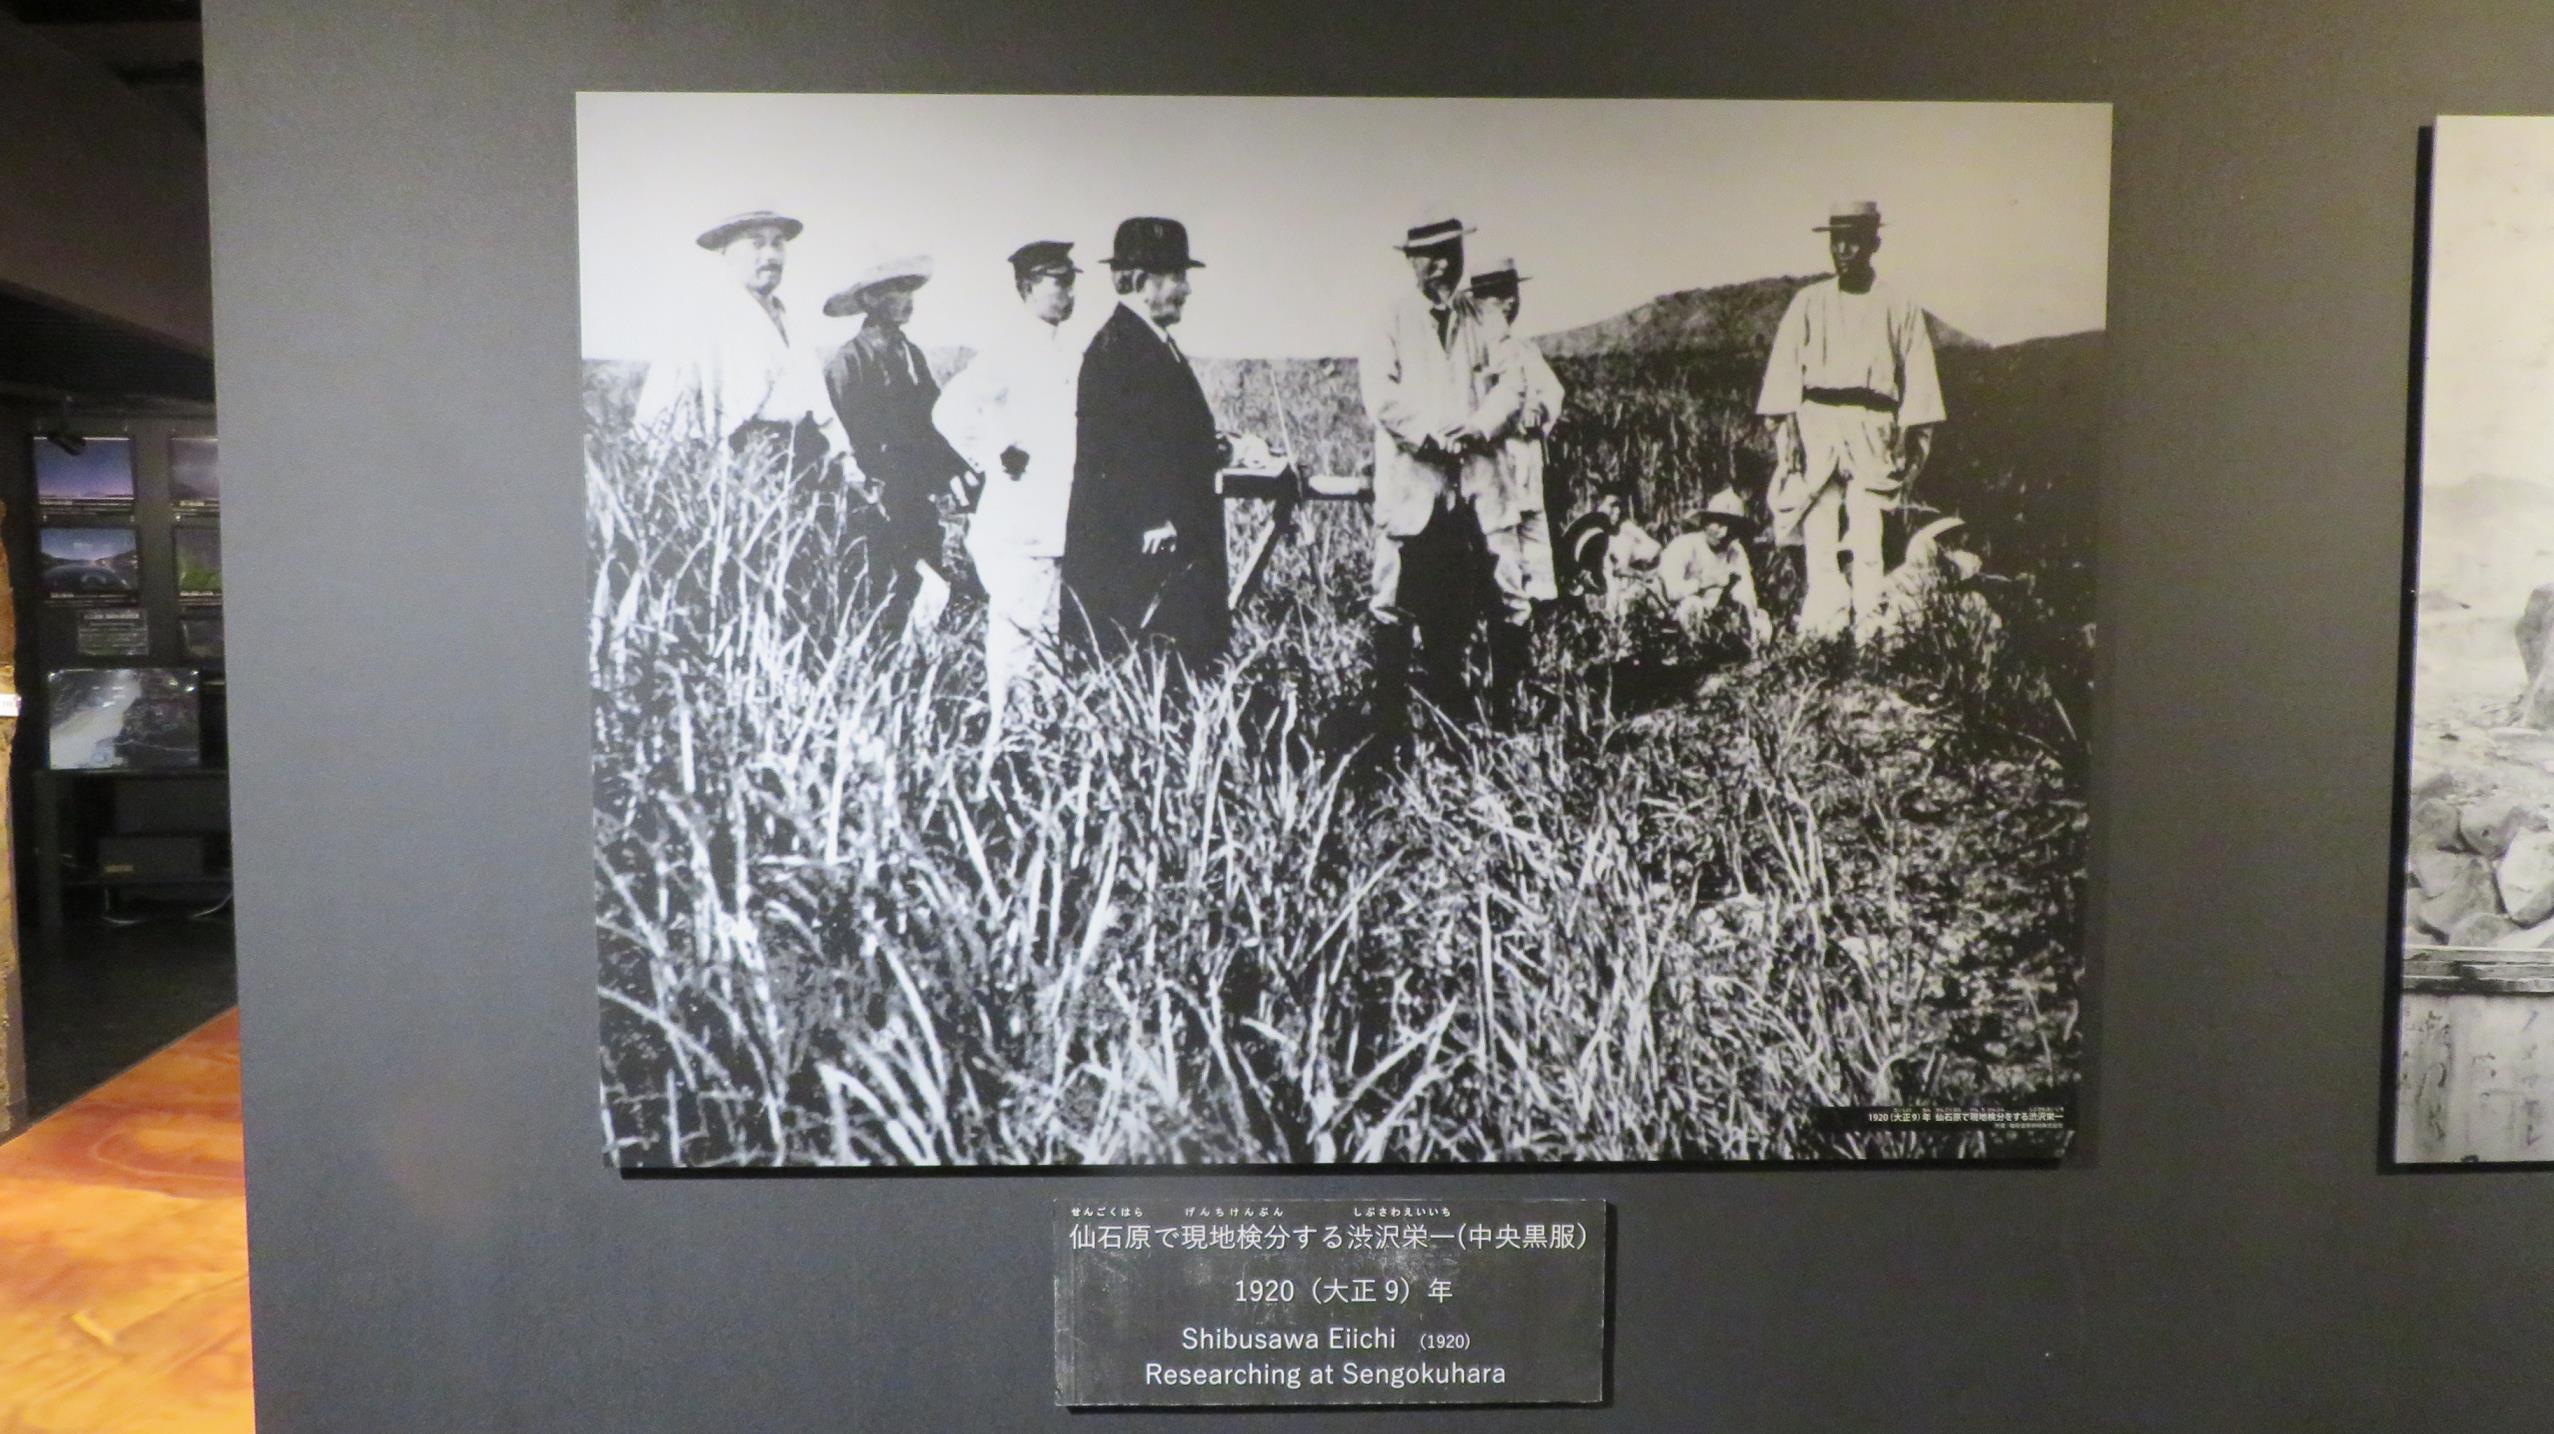 1920(大正9)年 仙石原で現地検分をする渋沢栄一
せんごくはら げんちけんぶん しぶさわえいいち
仙石原で現地検分する渋沢栄一(中央黒服)
1920（大正 9）年
Shibusawa Eiichi (1920)
Researching at Sengokuhara